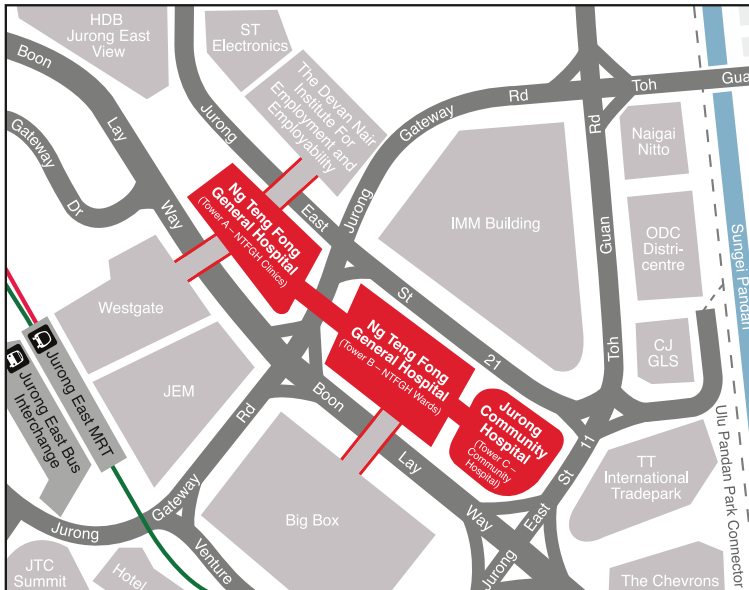 HDB
Jurong East
View
ST
Electronics
The Devan Nair
Institute For
Employment and
Employability
Boon
Lay
Way
Gateway
Dr
Jurong
East
St
21
Jurong
Gateway
Rd
Toh
Gua
Rd
Guan
Toh
Naigai
Nitto
ODC
Distri-
centre
CJ
GLS
Sungei Pandan
Ulu Pandan Park Connector
IMM Building
Ng Teng Fong
General Hospital
(Tower A – NTFGH Clinics)
Ng Teng Fong
General Hospital
(Tower B – NTFGH Wards)
Jurong
Community
Hospital
(Tower C –
Community
Hospital)
Westgate
JEM
Jurong East MRT
Jurong East Bus
Interchange
Rd
Gateway
Jurong
Venture
Boon
Lay
Way
Big Box
Jurong
East
St
11
TT
International
Tradepark
The Chevrons
JTC
Summit
Hotel